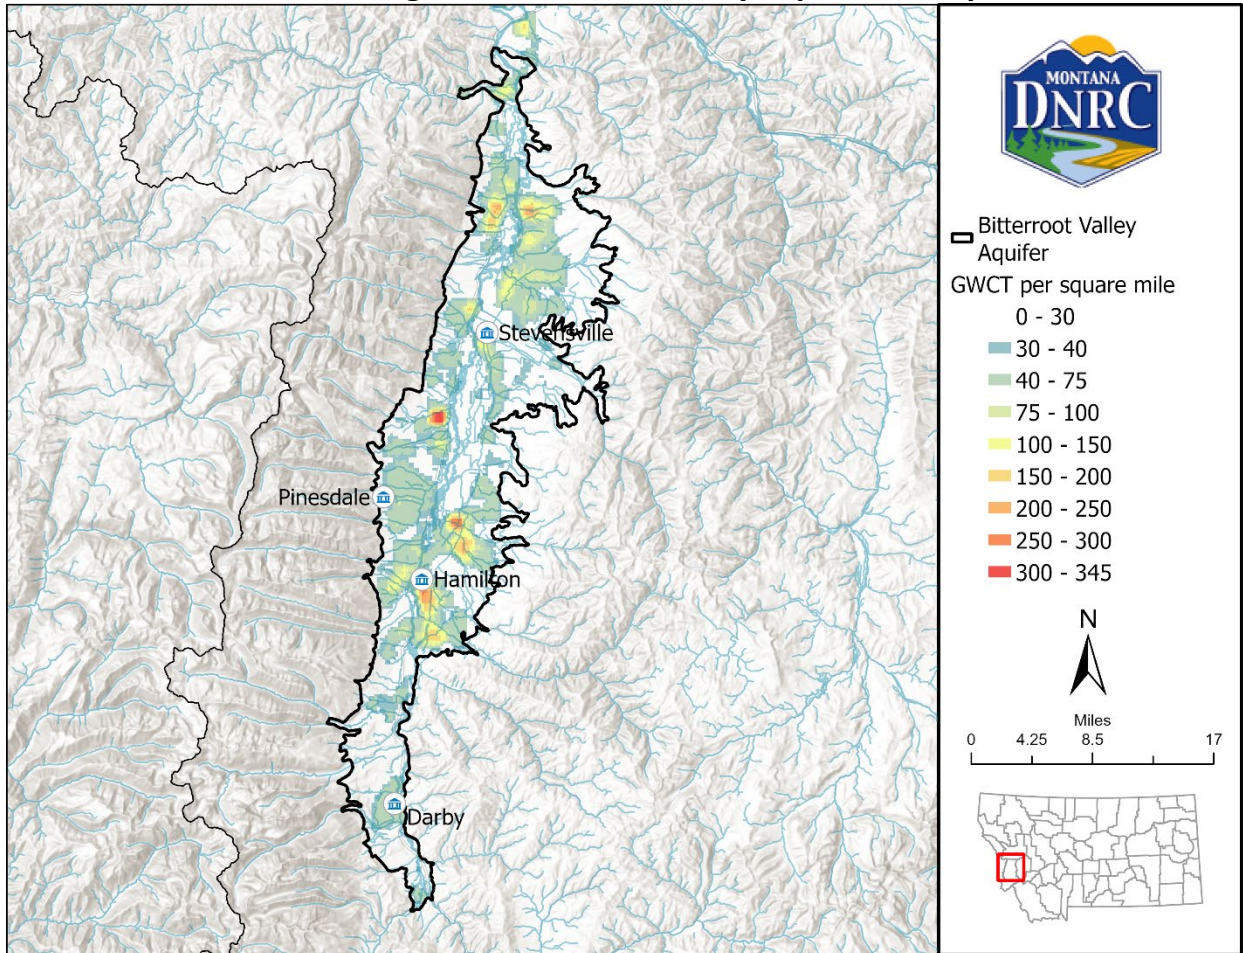 Stevensville
Pinesdale
Hamilton
Darby
MONTANA
DNRC
Bitterroot Valley
Aquifer
GWCT per square mile
0 - 30
30 - 40
40 - 75
75 - 100
100 - 150
150 - 200
200 - 250
250 - 300
300 - 345
N
Miles
0 4.25 8.5 17